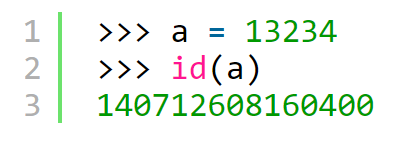 1 >>> a = 13234
2 >>> id(a)
3 140712608160400